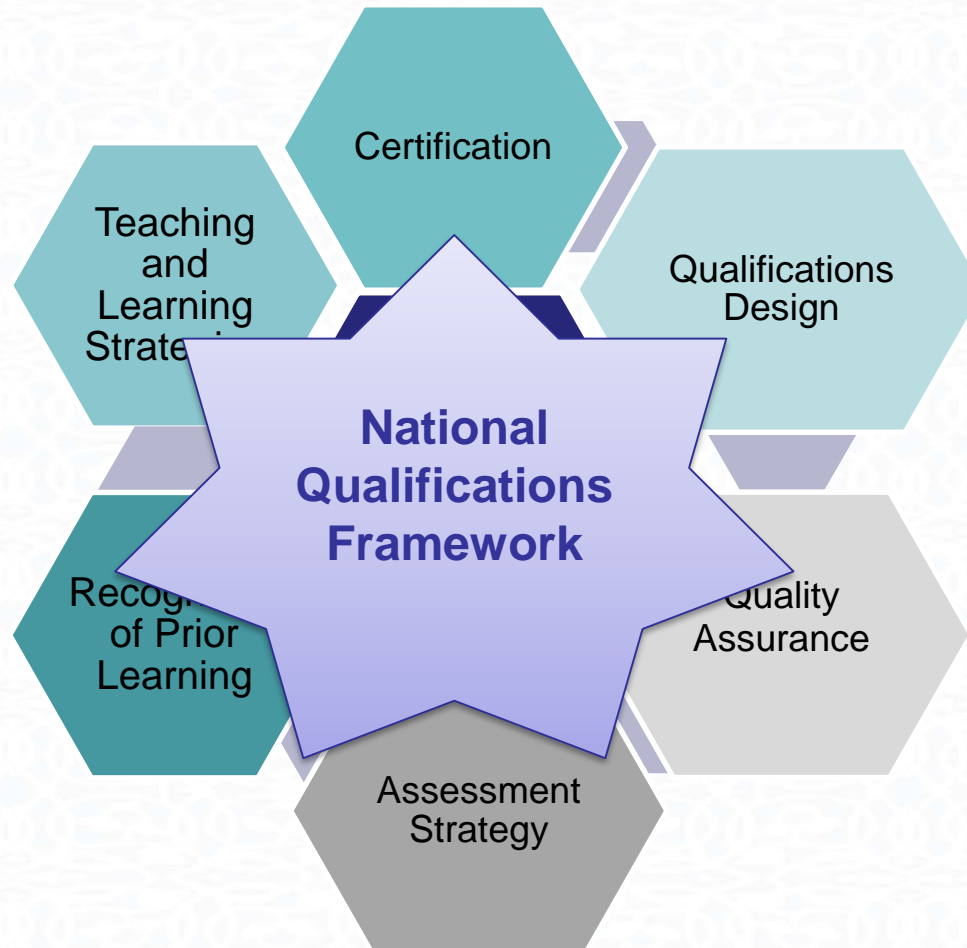 Certification
Teaching
and
Learning
Qualifications
Design
National
Qualifications
Framework
of Prior
Learning
Quality
Assurance
Assessment
Strategy